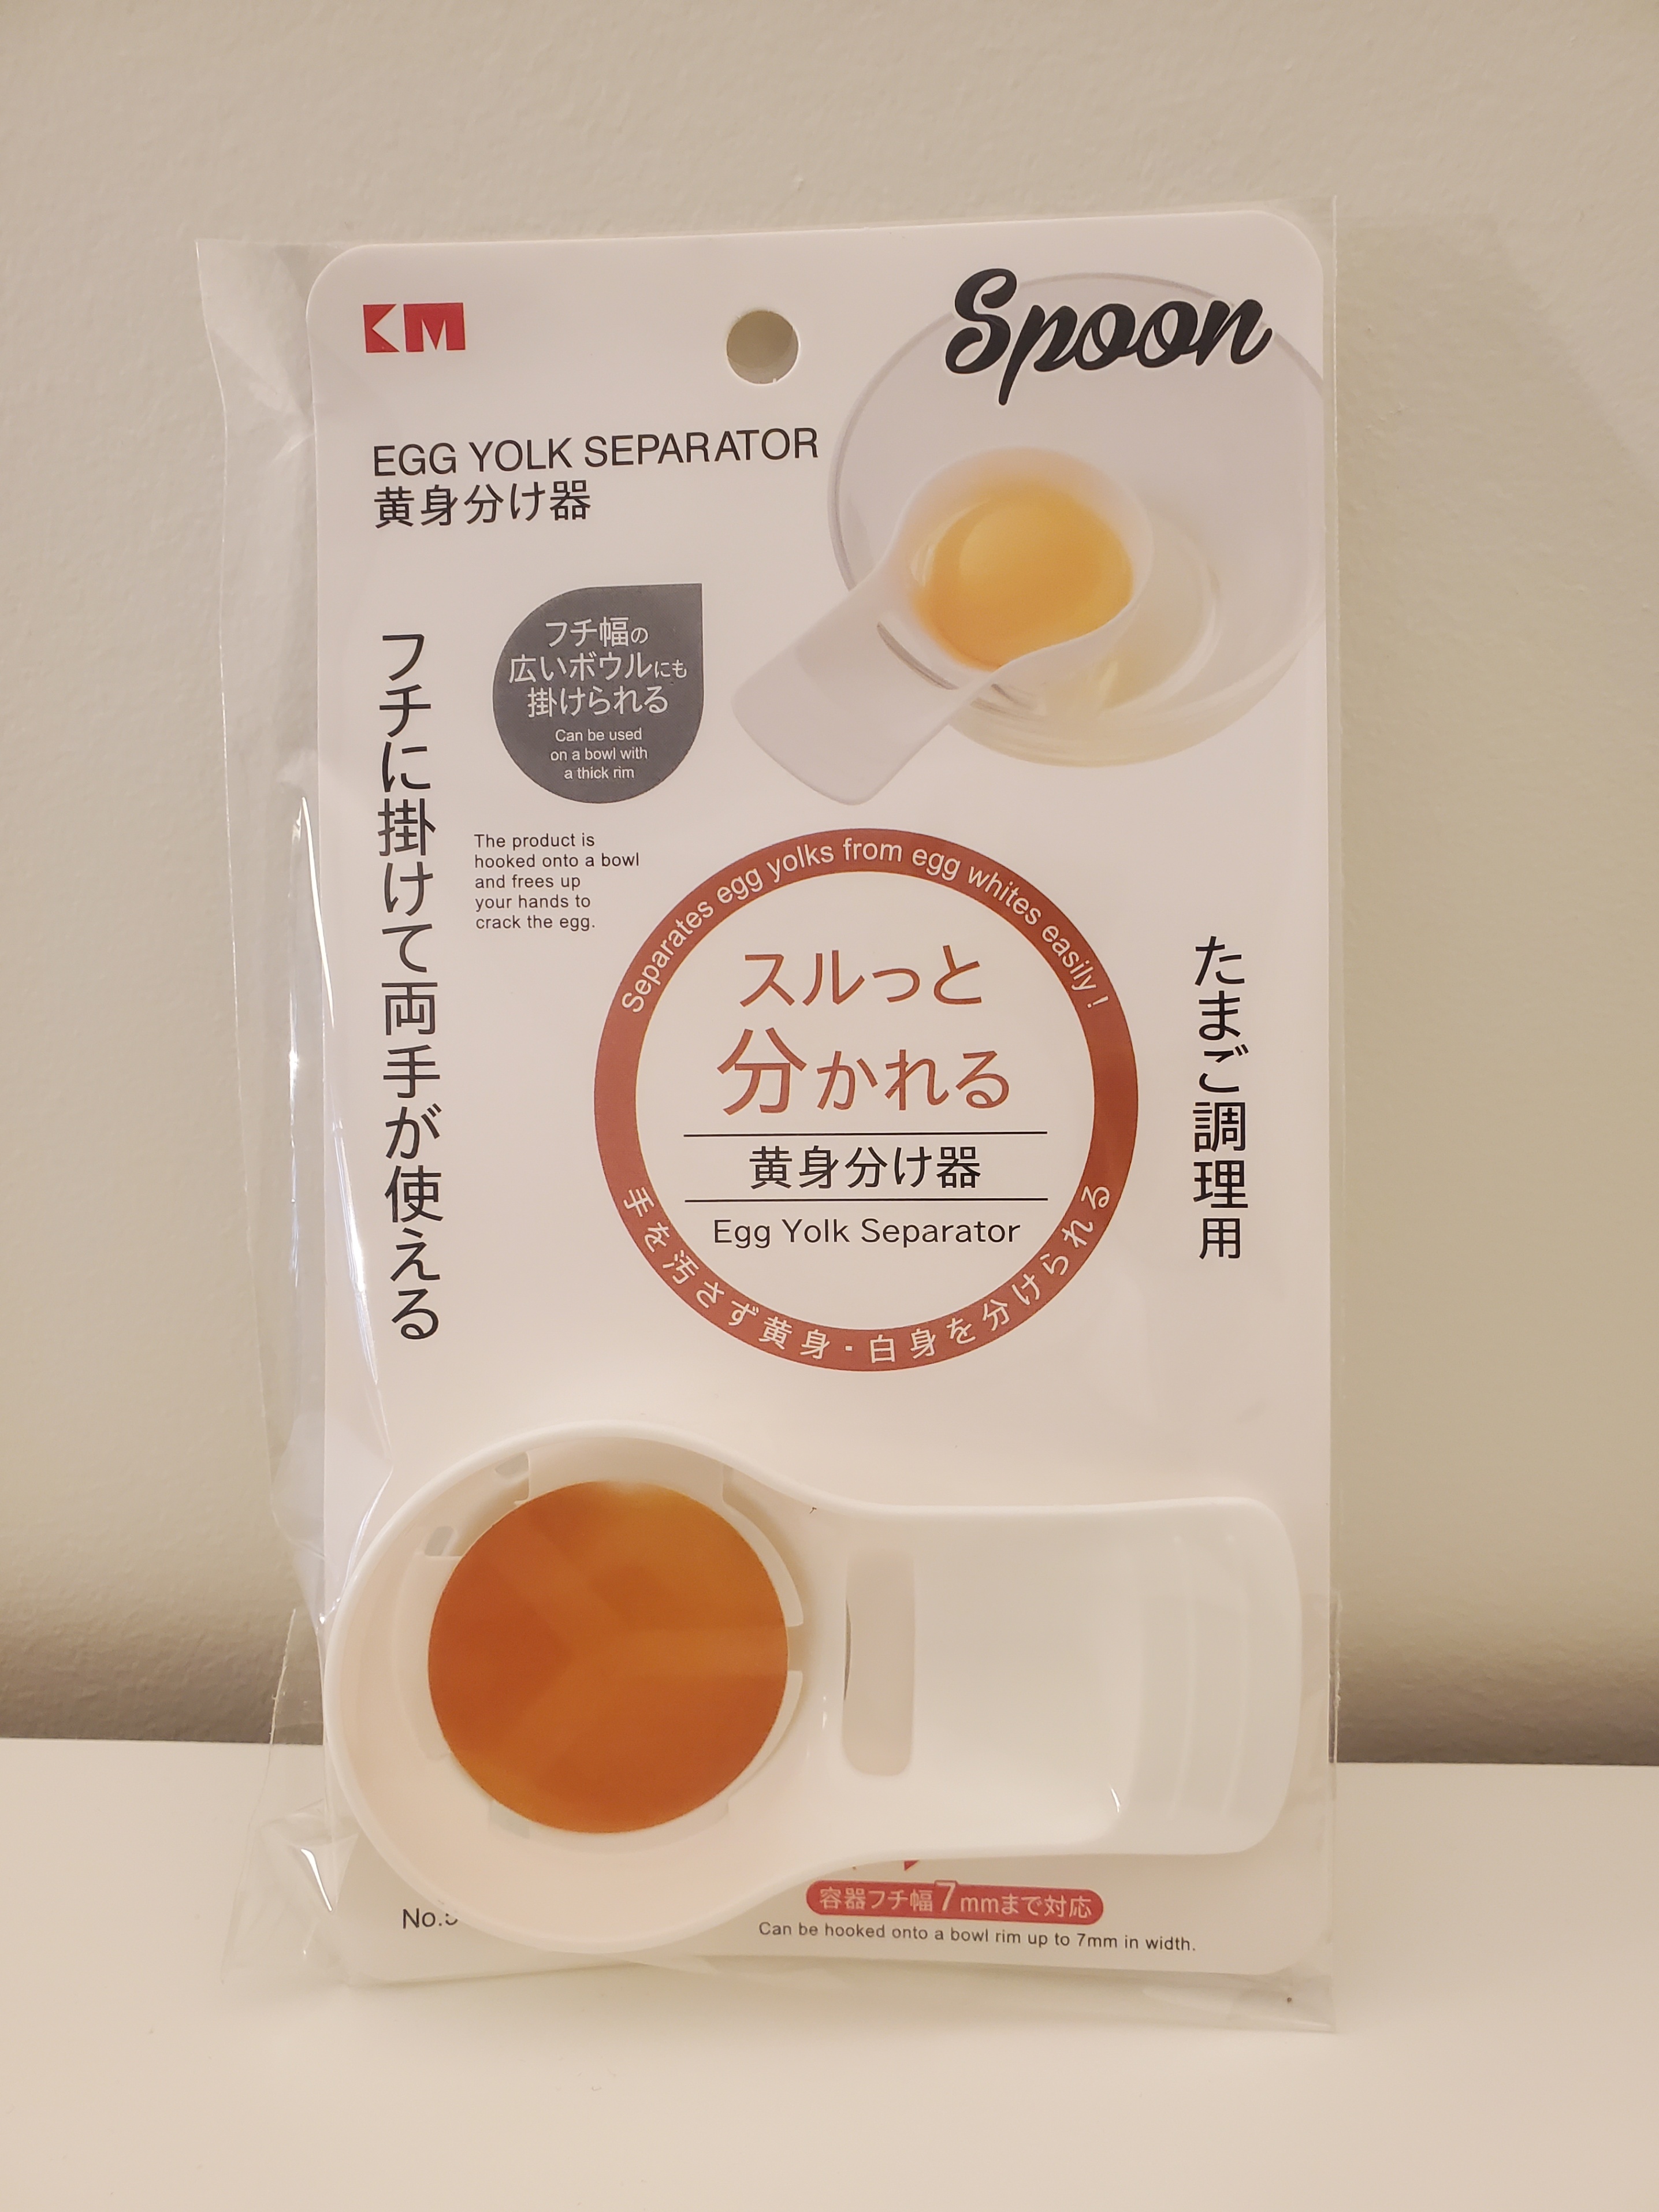 KM
Spoon
EGG YOLK SEPARATOR
黄身分け器
フチ幅の
広いボウルにも
掛けられる
Can be used
on a bowl with
a thick rim
フチに掛けて両手が使える
The product is
hooked onto a bowl
and frees up
your hands to
crack the egg.
Separates egg yolks from egg whites easily!
スルっと
分かれる
黄身分け器
Egg Yolk Separator
手を汚さず黄身・白身を分けられる
たまご調理用
容器フチ幅7mmまで対応
Can be hooked onto a bowl rim up to 7mm in width.
No.